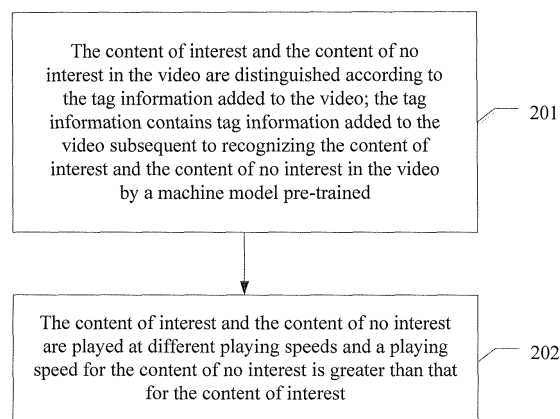 The content of interest and the content of no
interest in the video are distinguished according to
the tag information added to the video; the tag
information contains tag information added to the
video subsequent to recognizing the content of
interest and the content of no interest in the video
by a machine model pre-trained
201
The content of interest and the content of no interest
are played at different playing speeds and a playing
speed for the content of no interest is greater than that
for the content of interest
202